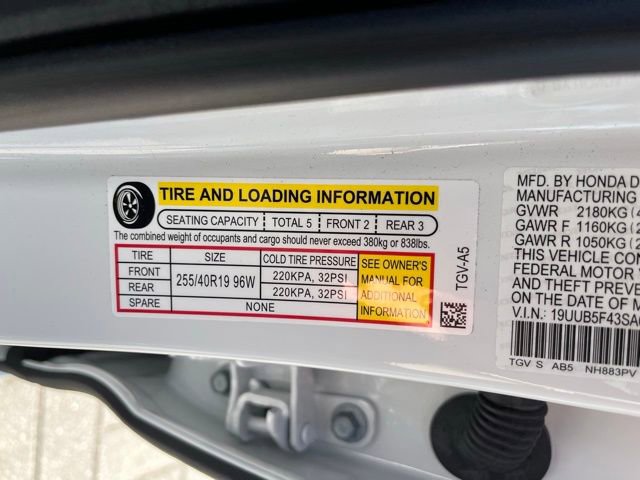 TIRE AND LOADING INFORMATION
SEATING CAPACITY TOTAL 5 FRONT 2 REAR 3
The combined weight of occupants and cargo should never exceed 380kg or 838lbs.
TIRE SIZE COLD TIRE PRESSURE SEE OWNER'S MANUAL FOR ADDITIONAL INFORMATION
FRONT 255/40R19 96W 220KPA, 32PSI
REAR 220KPA, 32PSI
SPARE NONE
TGV-A5
MFD. BY HONDA D
MANUFACTURING
GVWR 2180KG
GAWR F 1160KG
GAWR R 1050KG
THIS VEHICLE CON
FEDERAL MOTOR
AND THEFT PREVE
ON THE DATE OF M
V.I.N.: 19UUB5F43SA
TGV S AB5 NH883PV